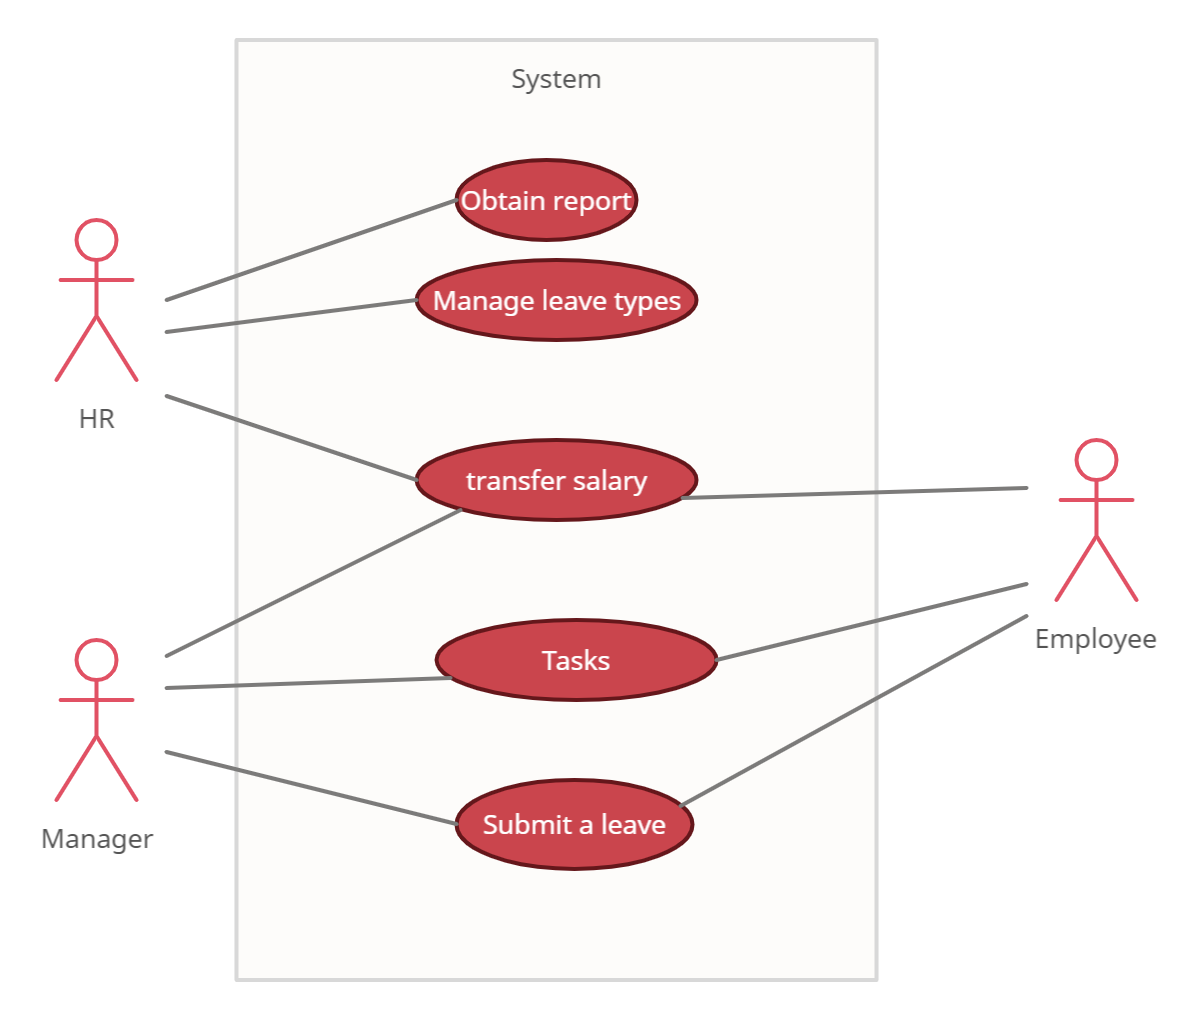 System
Obtain report
Manage leave types
HR
transfer salary
Employee
Tasks
Manager
Submit a leave